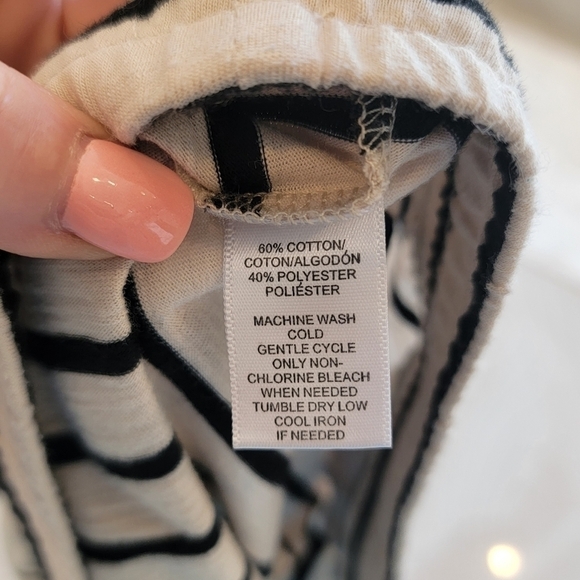 60% COTTON/
COTON/ALGODÓN
40% POLYESTER
POLIÉSTER
MACHINE WASH
COLD
GENTLE CYCLE
ONLY NON-
CHLORINE BLEACH
WHEN NEEDED
TUMBLE DRY LOW
COOL IRON
IF NEEDED